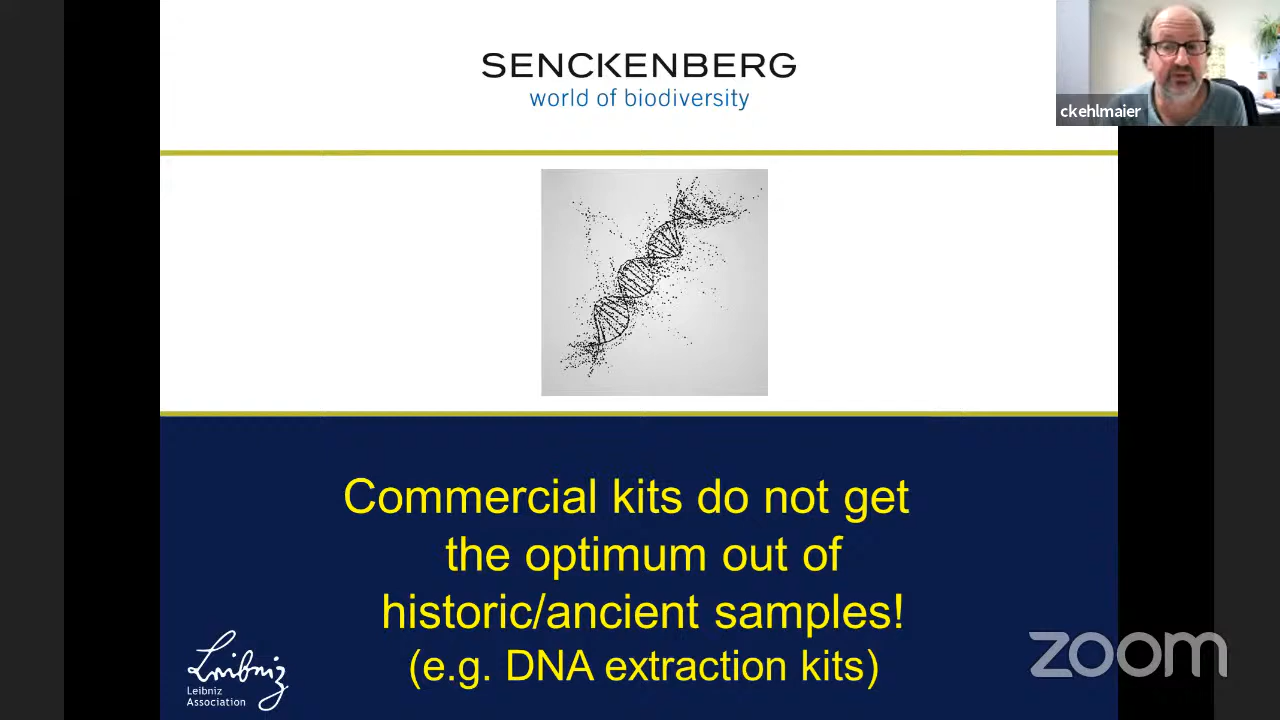 SENCKENBERG
world of biodiversity
ckehlmaier
Commercial kits do not get
the optimum out of
historic/ancient samples!
(e.g. DNA extraction kits)
Leibniz
Leibniz
Association
zoom